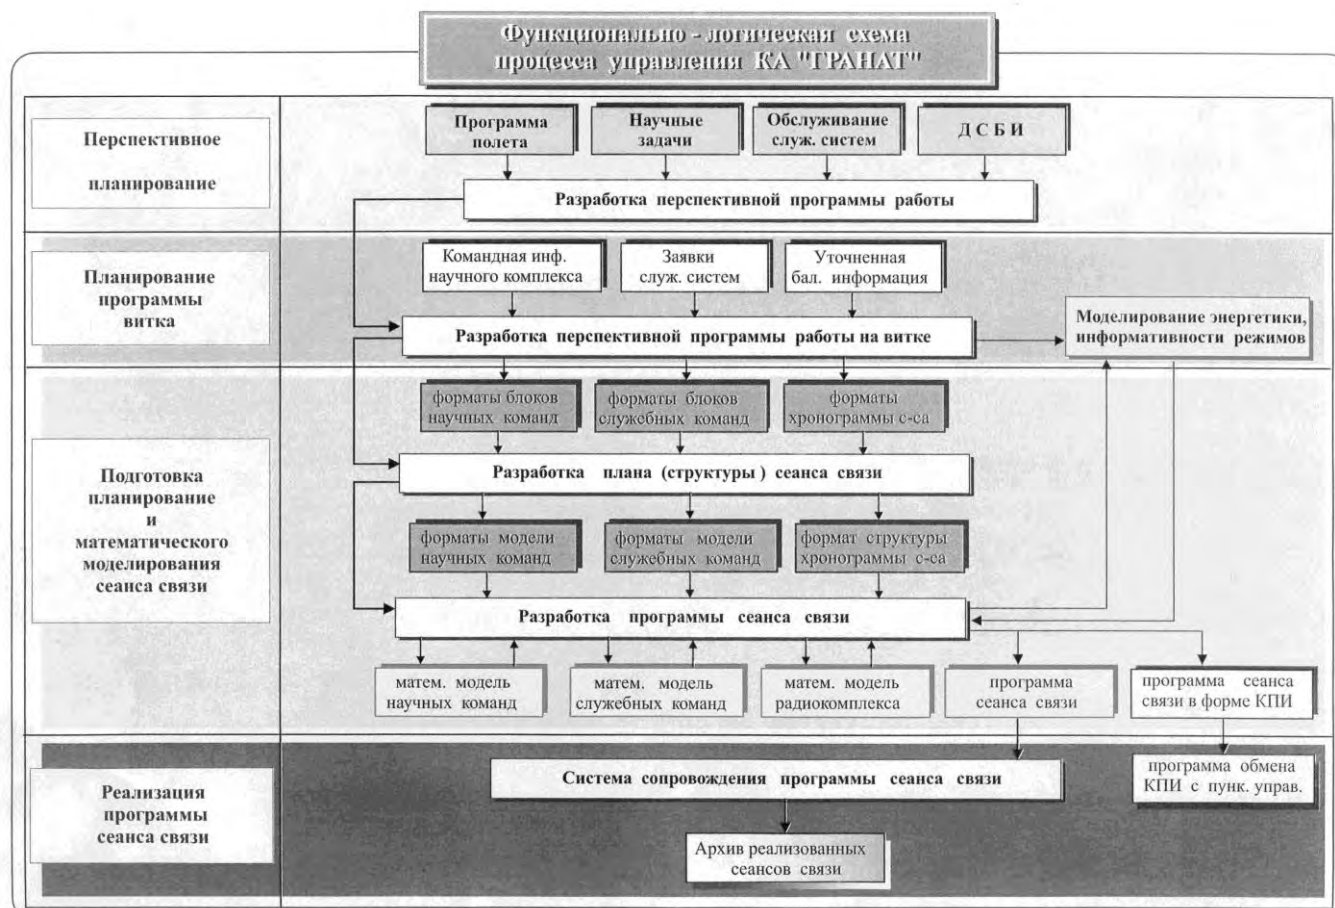 Функционально - логическая схема
процесса управления КА "ГРАНАТ"
Перспективное
планирование
Программа
полета
Научные
задачи
Обслуживание
служ. систем
Д С Б И
Разработка перспективной программы работы
Планирование
программы
витка
Командная инф.
научного комплекса
Заявки
служ. систем
Уточненная
бал. информация
Разработка перспективной программы работы на витке
Моделирование энергетики,
информативности режимов
Подготовка
планирование
и
математического
моделирования
сеанса связи
форматы блоков
научных команд
форматы блоков
служебных команд
форматы
хронограммы с-са
Разработка плана (структуры ) сеанса связи
форматы модели
научных команд
форматы модели
служебных команд
формат структуры
хронограммы с-са
Разработка программы сеанса связи
матем. модель
научных команд
матем. модель
служебных команд
матем. модель
радиокомплекса
программа
сеанса связи
программа сеанса
связи в форме КПИ
Реализация
программы
сеанса связи
Система сопровождения программы сеанса связи
программа обмена
КПИ с пунк. управ.
Архив реализованных
сеансов связи